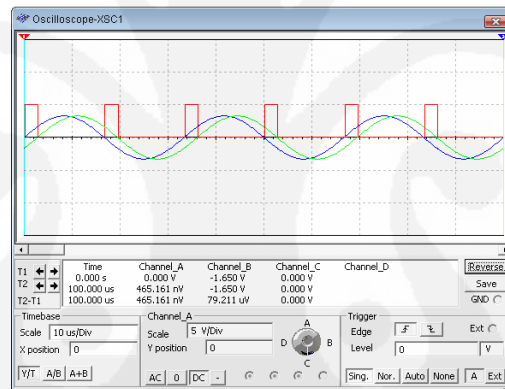 Oscilloscope-XSC1
T1 T2 T2-T1
Time Channel_A Channel_B Channel_C Channel_D
0.000 s 0.000 V -1.650 V 0.000 V
100.000 us 465.161 nV -1.650 V 0.000 V
100.000 us 465.161 nV 79.211 uV 0.000 V
Reverse
Save
GND
Timebase
Scale 10 us/Div
X position 0
Y/T A/B A+B
Channel_A
Scale 5 V/Div
Y position 0
AC 0 DC -
A
B
C
D
Trigger
Edge Ext
Level 0 V
Sing. Nor. Auto None A Ext